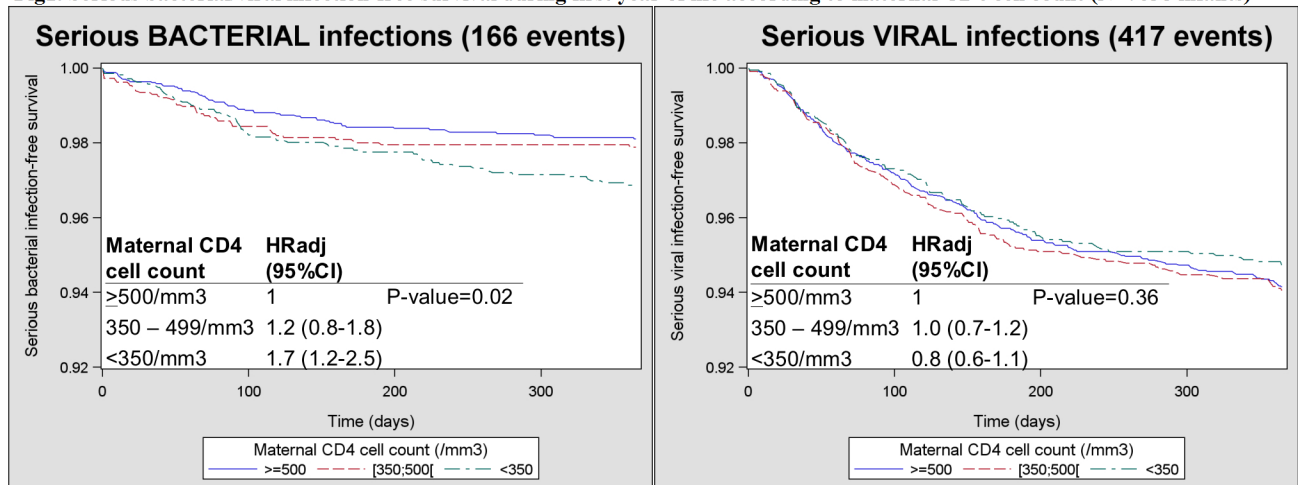 Serious BACTERIAL infections (166 events)
Serious bacterial infection-free survival
1.00
0.98
0.96
0.94
0.92
Maternal CD4 HRadj
cell count (95%CI)
≥500/mm3 1 P-value=0.02
350 – 499/mm3 1.2 (0.8-1.8)
<350/mm3 1.7 (1.2-2.5)
0 100 200 300
Time (days)
Maternal CD4 cell count (/mm3)
>=500 [350;500[ <350
Serious VIRAL infections (417 events)
Serious viral infection-free survival
1.00
0.98
0.96
0.94
0.92
Maternal CD4 HRadj
cell count (95%CI)
≥500/mm3 1 P-value=0.36
350 – 499/mm3 1.0 (0.7-1.2)
<350/mm3 0.8 (0.6-1.1)
0 100 200 300
Time (days)
Maternal CD4 cell count (/mm3)
>=500 [350;500[ <350